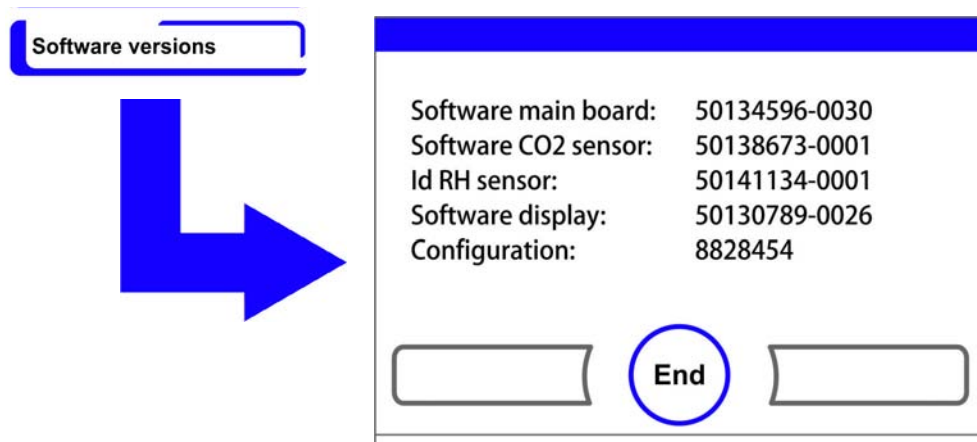 Software versions
Software main board: 50134596-0030
Software CO2 sensor: 50138673-0001
Id RH sensor: 50141134-0001
Software display: 50130789-0026
Configuration: 8828454
End